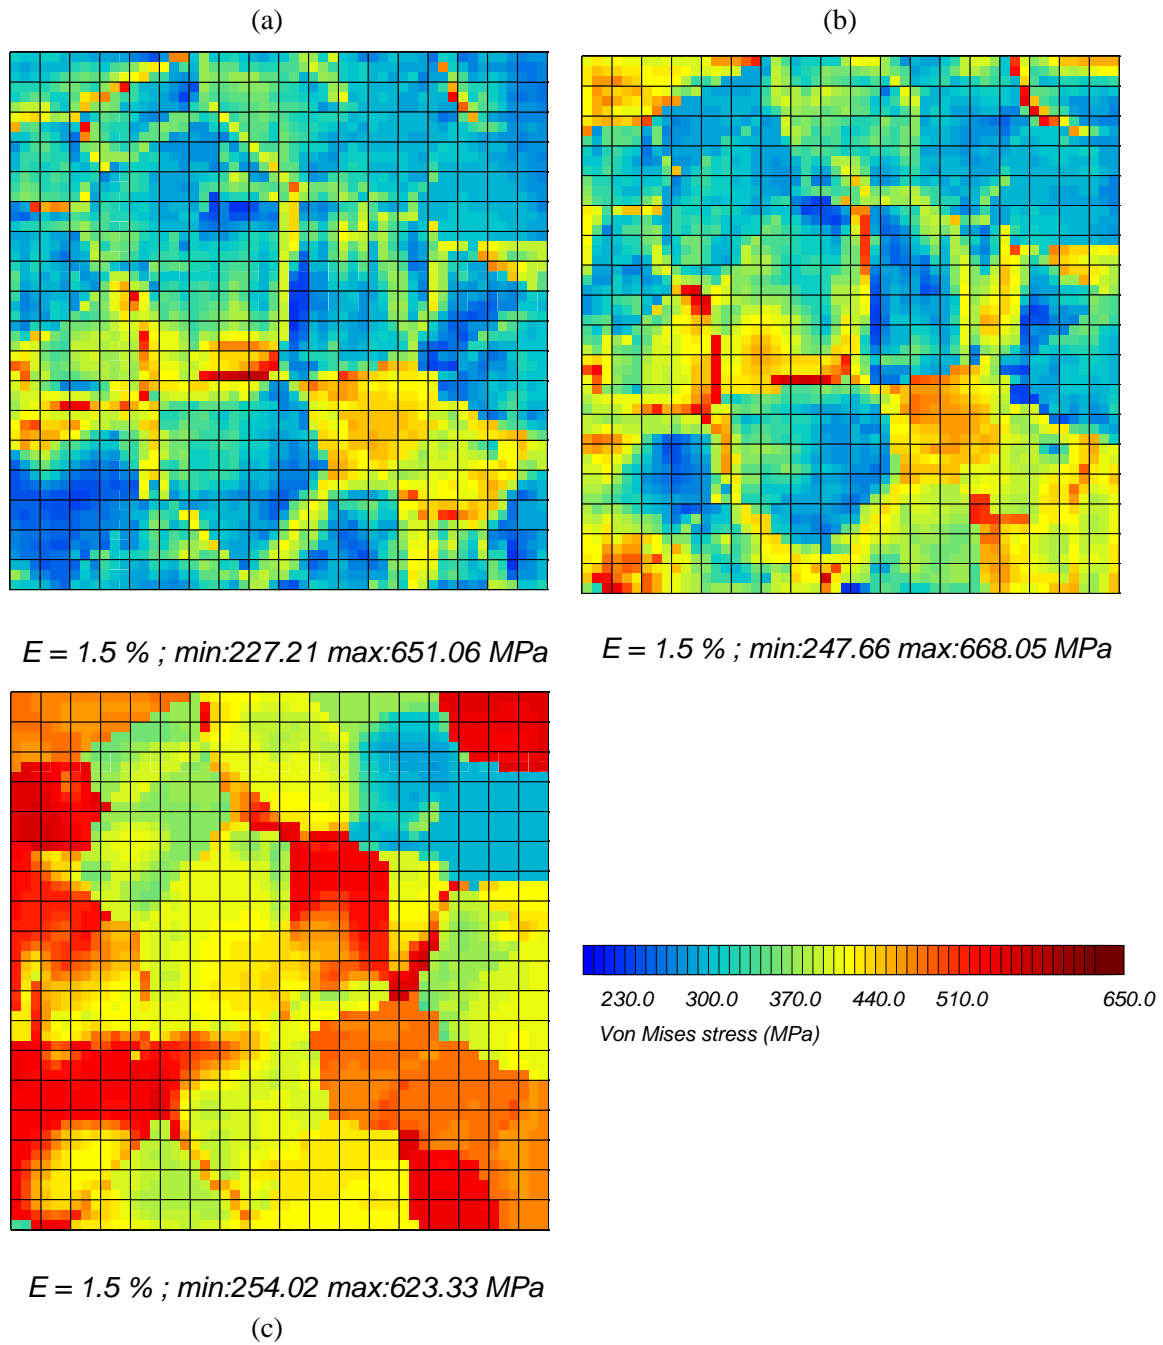 (a)
(b)
E = 1.5 % ; min:227.21 max:651.06 MPa
E = 1.5 % ; min:247.66 max:668.05 MPa
230.0 300.0 370.0 440.0 510.0 650.0
Von Mises stress (MPa)
E = 1.5 % ; min:254.02 max:623.33 MPa
(c)